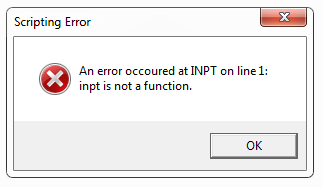 Scripting Error
An error occoured at INPT on line 1:
inpt is not a function.
OK